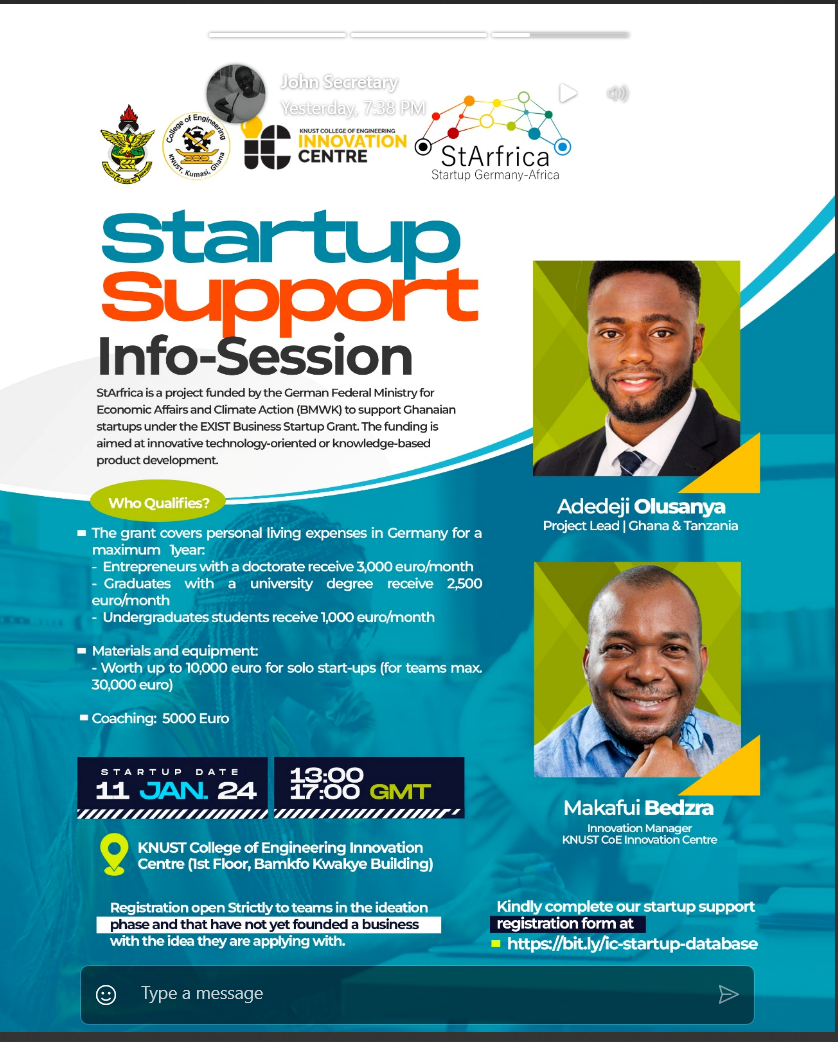 John Secretary
Yesterday, 7:38 PM
College of Engineering
KNUST, Kumasi, Ghana
iC
KNUST COLLEGE OF ENGINEERING
INNOVATION
CENTRE
StArfrica
Startup Germany-Africa
Startup
Support
Info-Session
StArfrica is a project funded by the German Federal Ministry for
Economic Affairs and Climate Action (BMWK) to support Ghanaian
startups under the EXIST Business Startup Grant. The funding is
aimed at innovative technology-oriented or knowledge-based
product development.
Who Qualifies?
The grant covers personal living expenses in Germany for a
maximum 1year:
- Entrepreneurs with a doctorate receive 3,000 euro/month
- Graduates with a university degree receive 2,500
euro/month
- Undergraduates students receive 1,000 euro/month
Materials and equipment:
- Worth up to 10,000 euro for solo start-ups (for teams max.
30,000 euro)
Coaching: 5000 Euro
Adedeji Olusanya
Project Lead | Ghana & Tanzania
Makafui Bedzra
Innovation Manager
KNUST CoE Innovation Centre
STARTUP DATE
11 JAN. 24
13:00
17:00 GMT
KNUST College of Engineering Innovation
Centre (1st Floor, Bamkfo Kwakye Building)
Registration open Strictly to teams in the ideation
phase and that have not yet founded a business
with the idea they are applying with.
Kindly complete our startup support
registration form at
https://bit.ly/ic-startup-database
Type a message